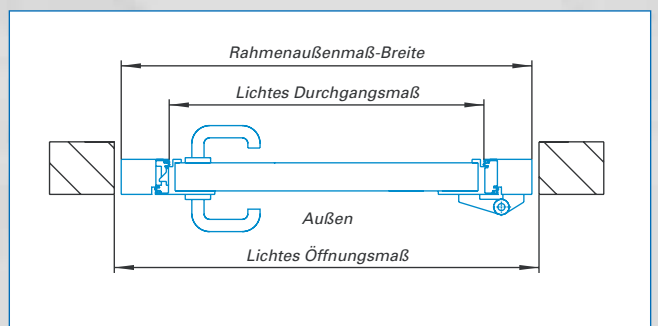 Rahmenaußenmaß-Breite
Lichtes Durchgangsmaß
Außen
Lichtes Öffnungsmaß